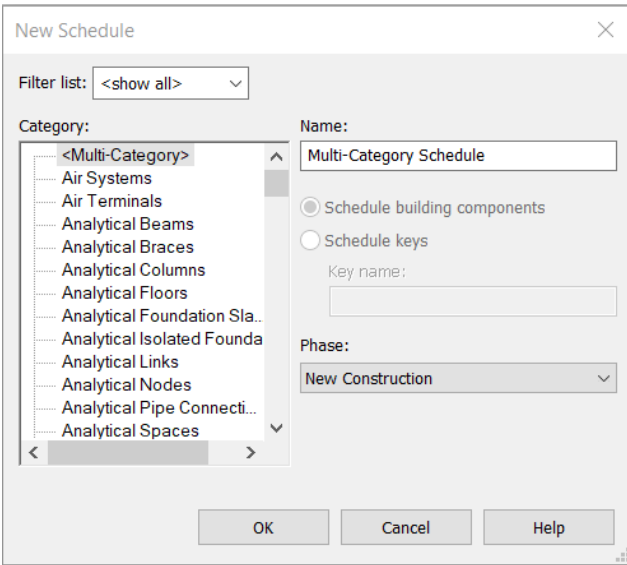 New Schedule
Filter list: <show all>
Category:
<Multi-Category>
Air Systems
Air Terminals
Analytical Beams
Analytical Braces
Analytical Columns
Analytical Floors
Analytical Foundation Sla...
Analytical Isolated Founda
Analytical Links
Analytical Nodes
Analytical Pipe Connecti...
Analytical Spaces
Name:
Multi-Category Schedule
Schedule building components
Schedule keys
Key name:
Phase:
New Construction
OK Cancel Help